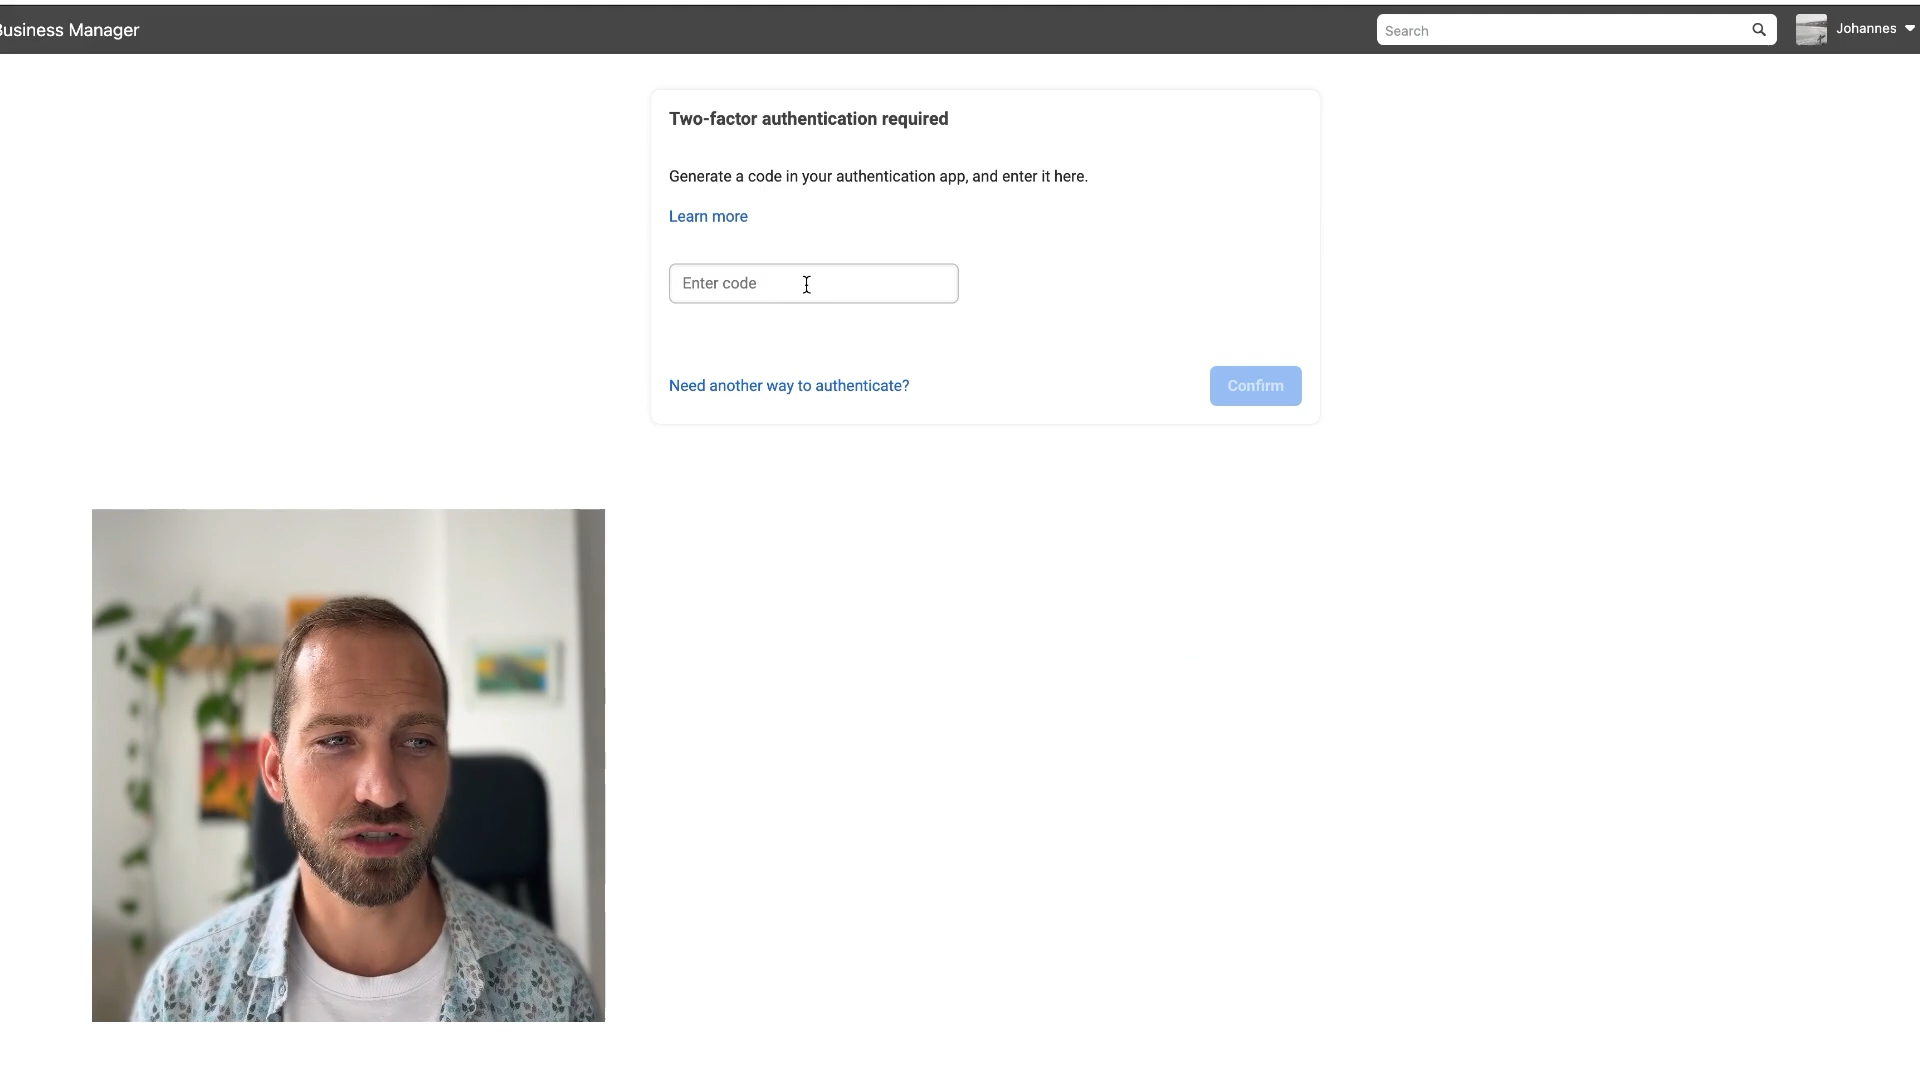 Business Manager
Search
Johannes
Two-factor authentication required
Generate a code in your authentication app, and enter it here.
Learn more
Enter code
Need another way to authenticate?
Confirm